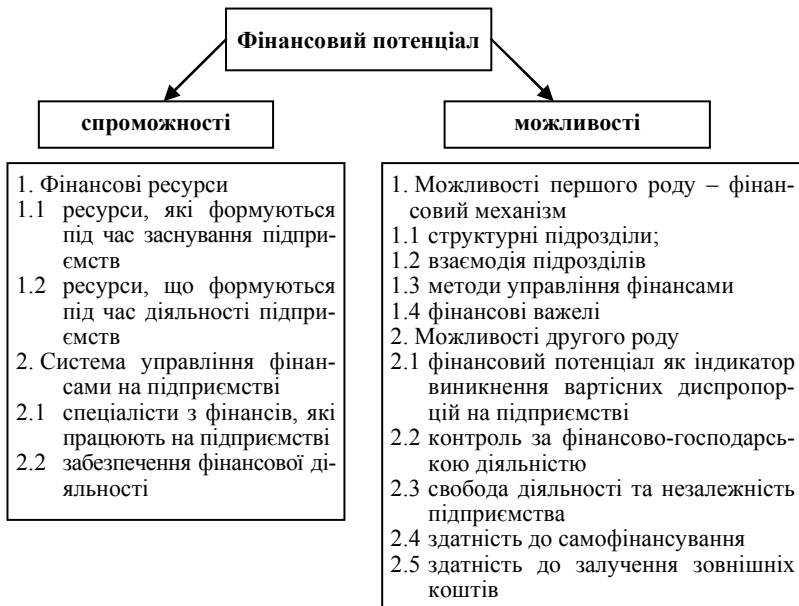 Фінансовий потенціал
спроможності
можливості
1. Фінансові ресурси
1.1 ресурси, які формуються
під час заснування підпри-
ємств
1.2 ресурси, що формуються
під час діяльності підпри-
ємств
2. Система управління фінан-
сами на підприємстві
2.1 спеціалісти з фінансів, які
працюють на підприємстві
2.2 забезпечення фінансової ді-
яльності
1. Можливості першого роду – фінан-
совий механізм
1.1 структурні підрозділи;
1.2 взаємодія підрозділів
1.3 методи управління фінансами
1.4 фінансові важелі
2. Можливості другого роду
2.1 фінансовий потенціал як індикатор
виникнення вартісних диспропор-
цій на підприємстві
2.2 контроль за фінансово-господарсь-
кою діяльністю
2.3 свобода діяльності та незалежність
підприємства
2.4 здатність до самофінансування
2.5 здатність до залучення зовнішніх
коштів